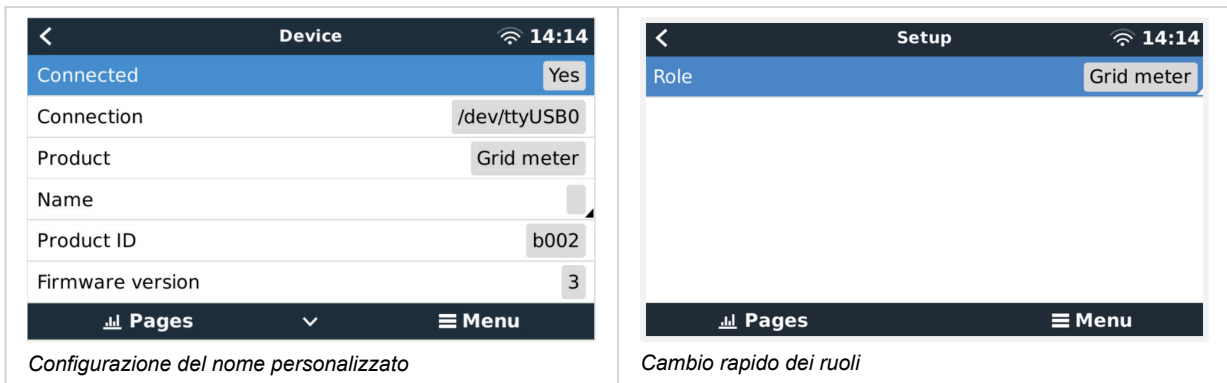 Device
14:14
Connected
Yes
Connection
/dev/ttyUSB0
Product
Grid meter
Name
Product ID
b002
Firmware version
3
Pages
Menu
Configurazione del nome personalizzato
Setup
14:14
Role
Grid meter
Pages
Menu
Cambio rapido dei ruoli